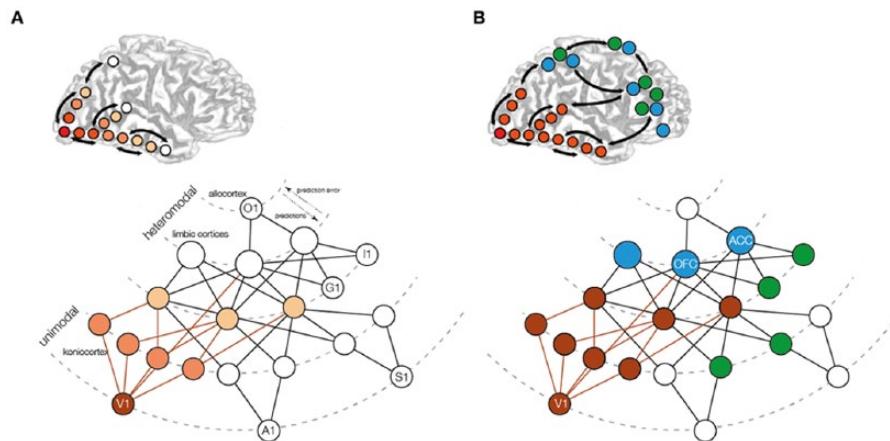 A
B
allocortex
prediction error
heteromodal
O1
predictions
limbic cortices
I1
G1
unimodal
koniocortex
S1
V1
A1
ACC
OFC
V1